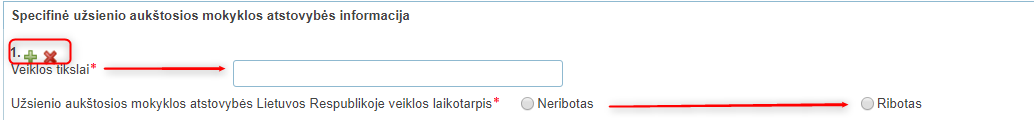 Specifinė užsienio aukštosios mokyklos atstovybės informacija
1.
Veiklos tikslai*
Užsienio aukštosios mokyklos atstovybės Lietuvos Respublikoje veiklos laikotarpis* Neribotas Ribotas